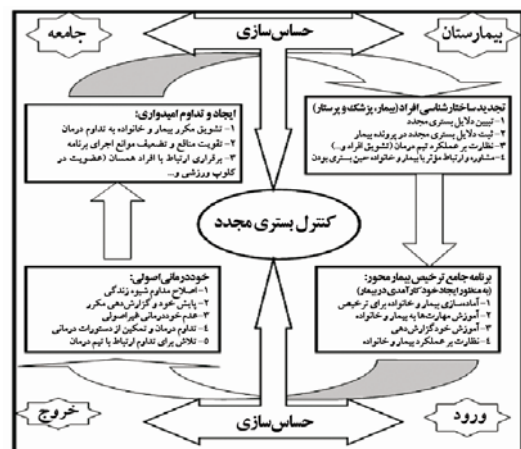 بیمارستان
حساس‌سازی
جامعه
تجدید ساختار شناسی افراد (بیمار، پزشک و پرستار)
۱- تبیین دلایل بستری مجدد
۲- ثبت دلایل بستری مجدد در پرونده بیمار
۳- نظارت بر عملکرد تیم درمان (تشویق افراد و...)
۴- مشاوره و ارتباط مؤثر با بیمار و خانواده حین بستری بودن
ایجاد و تداوم امیدواری:
۱- تشویق مکرر بیمار و خانواده به تداوم درمان
۲- تقویت منافع و تضعیف موانع اجرای برنامه
۳- برقراری ارتباط با افراد همسان (عضویت در
کلوپ ورزشی و...
کنترل بستری مجدد
برنامه جامع ترخیص بیمار محور:
(به منظور ایجاد خودکارآمدی در بیمار)
۱- آماده‌سازی بیمار و خانواده برای ترخیص
۲- آموزش مهارت‌ها به بیمار و خانواده
۳- آموزش خودگزارش‌دهی
۴- نظارت بر عملکرد بیمار و خانواده
خوددرمانی اصولی:
۱- اصلاح مداوم شیوه زندگی
۲- پایش خود و گزارش‌دهی مکرر
۳- عدم خوددرمانی غیراصولی
۴- تداوم درمان و تمکین از دستورات درمانی
۵- تلاش برای تداوم ارتباط با تیم درمان
ورود
حساس‌سازی
خروج